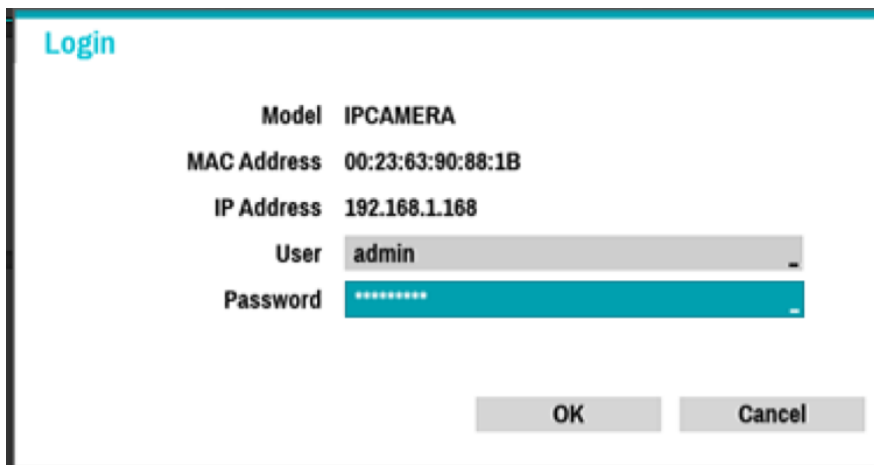 Login
Model IPCAMERA
MAC Address 00:23:63:90:88:1B
IP Address 192.168.1.168
User admin
Password *********
OK Cancel